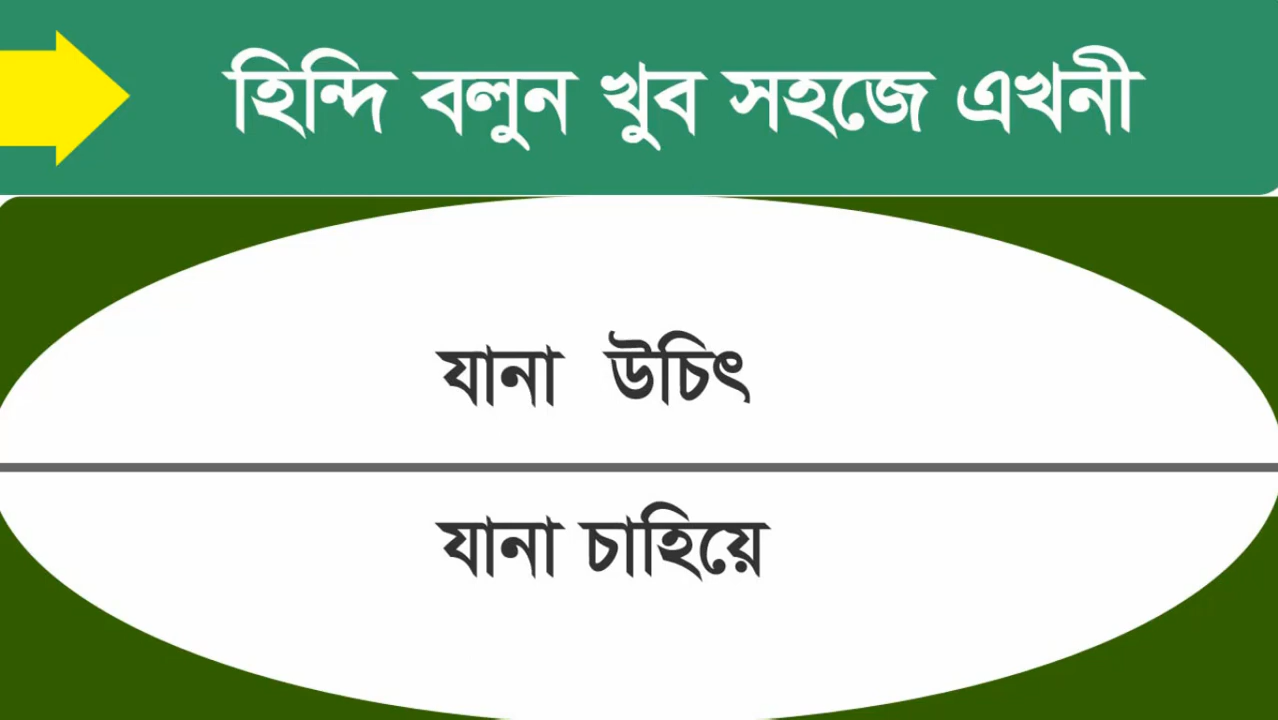 হিন্দি বলুন খুব সহজে এখনী
যানা উচিৎ
যানা চাহিয়ে